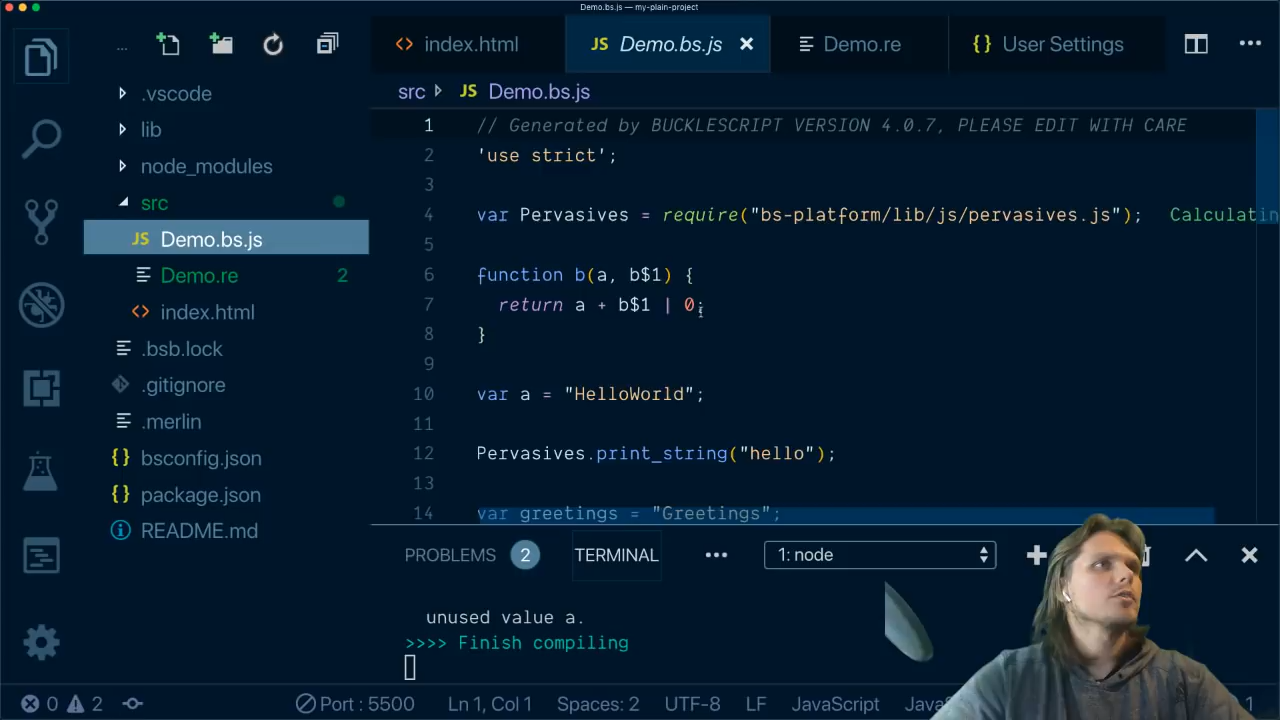 Demo.bs.js — my-plain-project
index.html
JS Demo.bs.js
Demo.re
{} User Settings
src
JS Demo.bs.js
.vscode
lib
node_modules
src
JS Demo.bs.js
Demo.re 2
index.html
.bsb.lock
.gitignore
.merlin
{} bsconfig.json
{} package.json
README.md
1 // Generated by BUCKLESCRIPT VERSION 4.0.7, PLEASE EDIT WITH CARE
2 'use strict';
3
4 var Pervasives = require("bs-platform/lib/js/pervasives.js"); Calculatin
5
6 function b(a, b$1) {
7 return a + b$1 | 0;
8 }
9
10 var a = "HelloWorld";
11
12 Pervasives.print_string("hello");
13
14 var greetings = "Greetings";
PROBLEMS 2 TERMINAL 1: node
unused value a.
>>>> Finish compiling
0 2 Port : 5500 Ln 1, Col 1 Spaces: 2 UTF-8 LF JavaScript 1